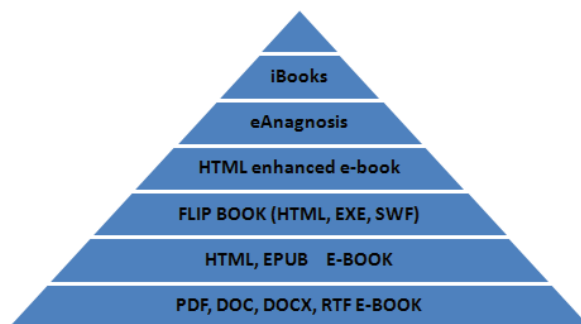 iBooks
eAnagnosis
HTML enhanced e-book
FLIP BOOK (HTML, EXE, SWF)
HTML, EPUB E-BOOK
PDF, DOC, DOCX, RTF E-BOOK